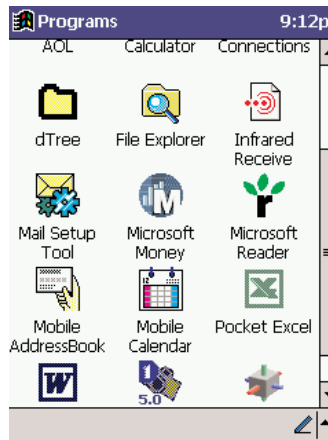 Programs 9:12p
AOL Calculator Connections
dTree File Explorer Infrared
Receive
Mail Setup Microsoft Microsoft
Tool Money Reader
Mobile Mobile Pocket Excel
AddressBook Calendar
5.0